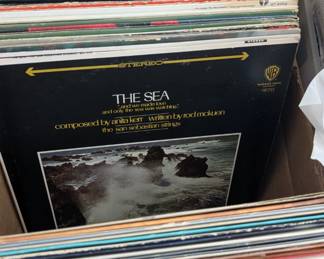 STEREO
THE SEA
and we made love
and only the sea was watching
composed by anita kerr written by rod mckuen
the san sebastian strings